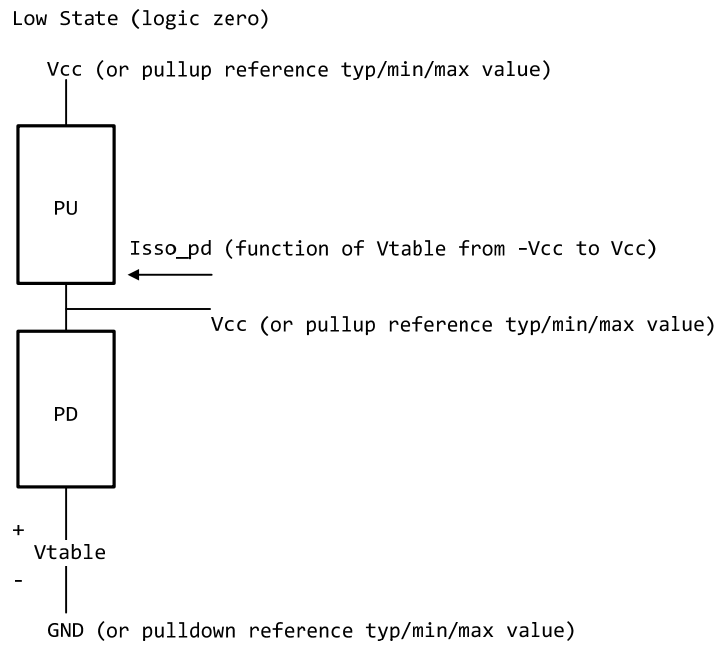 Low State (logic zero)
Vcc (or pullup reference typ/min/max value)
PU
Isso_pd (function of Vtable from -Vcc to Vcc)
Vcc (or pullup reference typ/min/max value)
PD
+
Vtable
-
GND (or pulldown reference typ/min/max value)